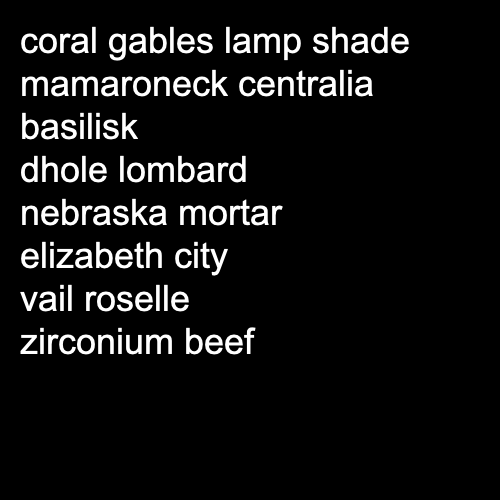 coral gables lamp shade
mamaroneck centralia
basilisk
dhole lombard
nebraska mortar
elizabeth city
vail roselle
zirconium beef